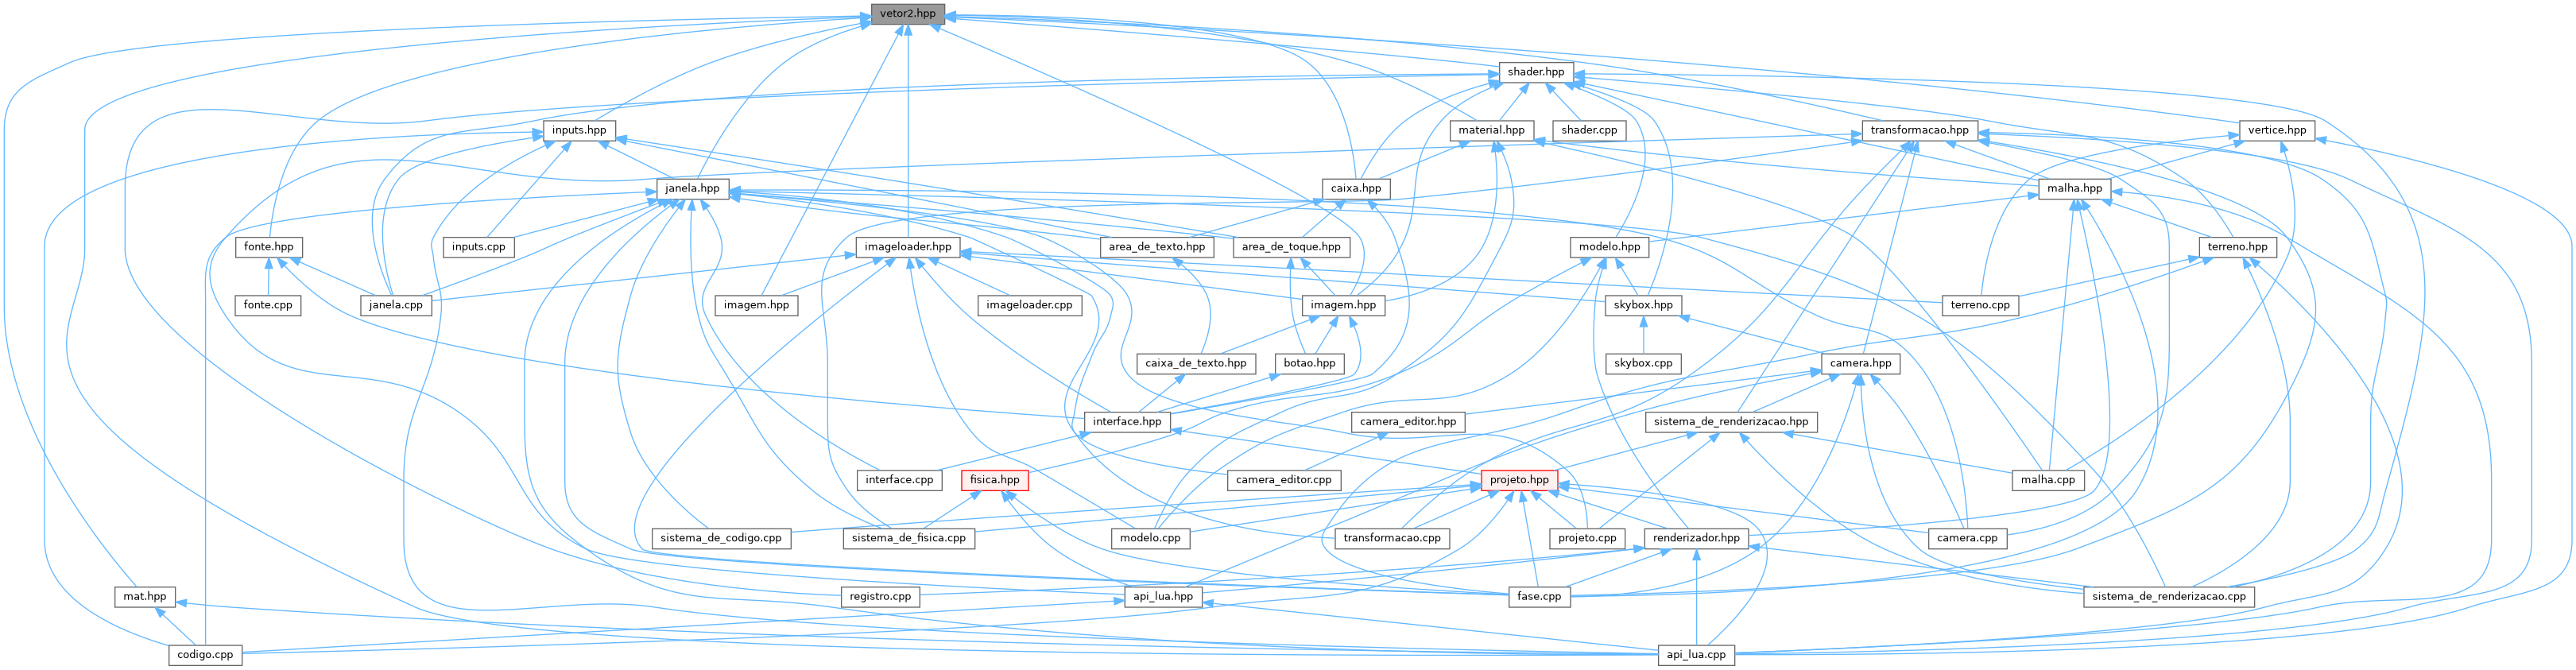 vetor2.hpp
shader.hpp
inputs.hpp
material.hpp
shader.cpp
transformacao.hpp
vertice.hpp
janela.hpp
caixa.hpp
malha.hpp
fonte.hpp
inputs.cpp
imageloader.hpp
area_de_texto.hpp
area_de_toque.hpp
modelo.hpp
terreno.hpp
fonte.cpp
janela.cpp
imagem.hpp
imageloader.cpp
imagem.hpp
skybox.hpp
terreno.cpp
caixa_de_texto.hpp
botao.hpp
skybox.cpp
camera.hpp
interface.hpp
camera_editor.hpp
sistema_de_renderizacao.hpp
interface.cpp
fisica.hpp
camera_editor.cpp
projeto.hpp
malha.cpp
sistema_de_codigo.cpp
sistema_de_fisica.cpp
modelo.cpp
transformacao.cpp
projeto.cpp
renderizador.hpp
camera.cpp
mat.hpp
registro.cpp
api_lua.hpp
fase.cpp
sistema_de_renderizacao.cpp
codigo.cpp
api_lua.cpp